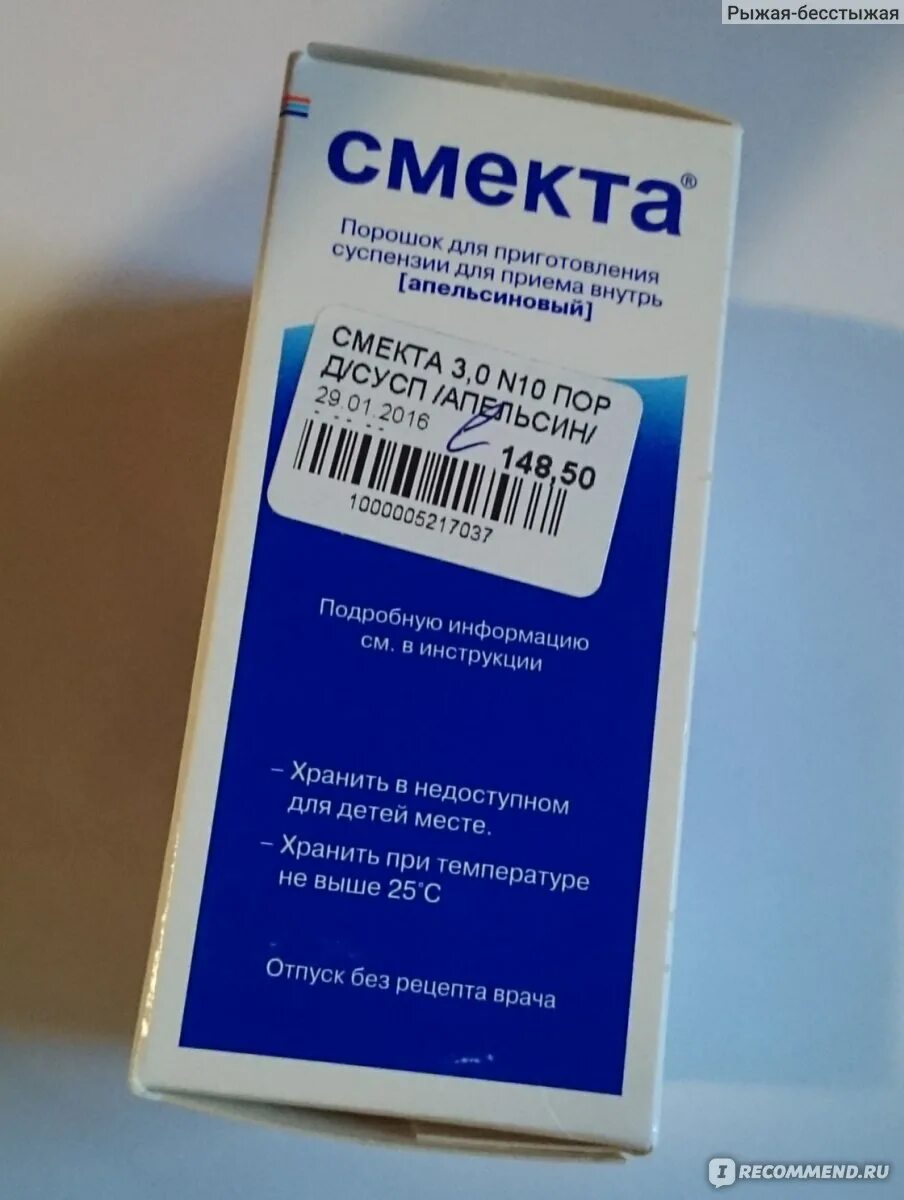 Рыжая-бесстыжая
смекта®
Порошок для приготовления
суспензии для приема внутрь
[апельсиновый]
СМЕКТА 3,0 N10 ПОР
Д/СУСП /АПЕЛЬСИН/
29.01.2016
148,50
1000005217037
Подробную информацию
см. в инструкции
– Хранить в недоступном
для детей месте.
– Хранить при температуре
не выше 25°С
Отпуск без рецепта врача
IRECOMMEND.RU